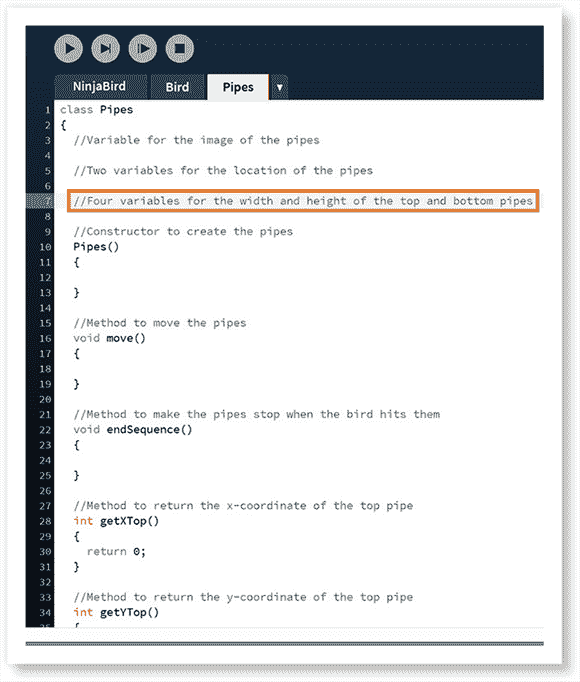 NinjaBird Bird Pipes ▼
1 class Pipes
2 {
3 //Variable for the image of the pipes
4
5 //Two variables for the location of the pipes
6
7 //Four variables for the width and height of the top and bottom pipes
8
9 //Constructor to create the pipes
10 Pipes()
11 {
12
13 }
14
15 //Method to move the pipes
16 void move()
17 {
18
19 }
20
21 //Method to make the pipes stop when the bird hits them
22 void endSequence()
23 {
24
25 }
26
27 //Method to return the x-coordinate of the top pipe
28 int getXTop()
29 {
30 return 0;
31 }
32
33 //Method to return the y-coordinate of the top pipe
34 int getYTop()